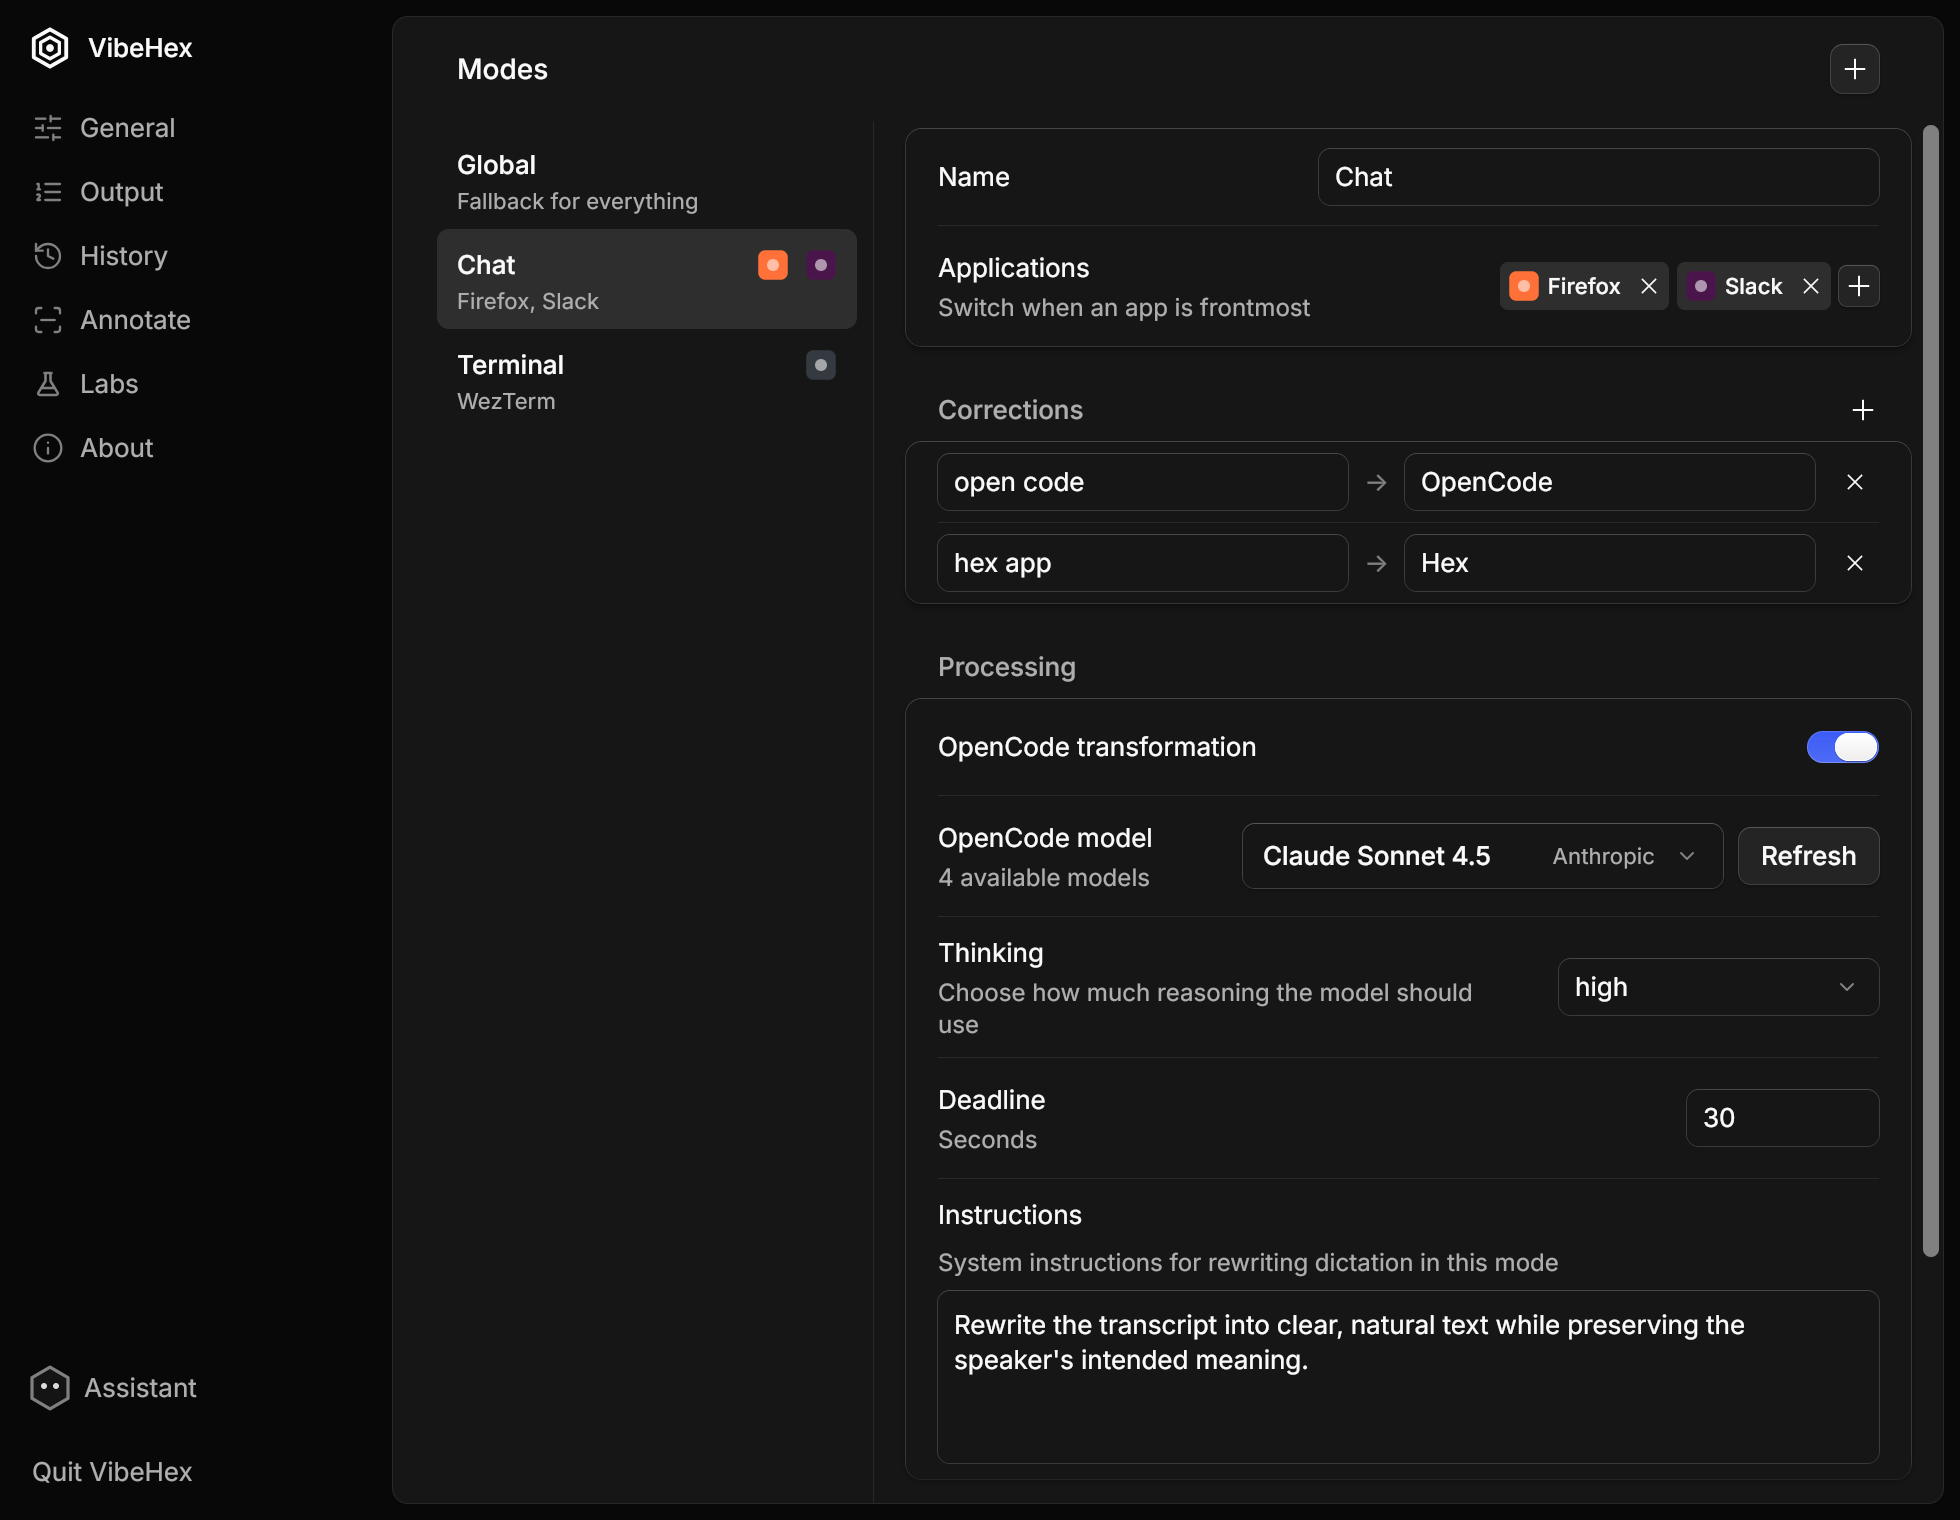 VibeHex
General
Output
History
Annotate
Labs
About
Assistant
Quit VibeHex
Modes
Global
Fallback for everything
Chat
Firefox, Slack
Terminal
WezTerm
Name
Chat
Applications
Switch when an app is frontmost
Firefox
Slack
Corrections
open code → OpenCode
hex app → Hex
Processing
OpenCode transformation
OpenCode model
4 available models
Claude Sonnet 4.5 Anthropic
Refresh
Thinking
Choose how much reasoning the model should
use
high
Deadline
Seconds
30
Instructions
System instructions for rewriting dictation in this mode
Rewrite the transcript into clear, natural text while preserving the
speaker's intended meaning.